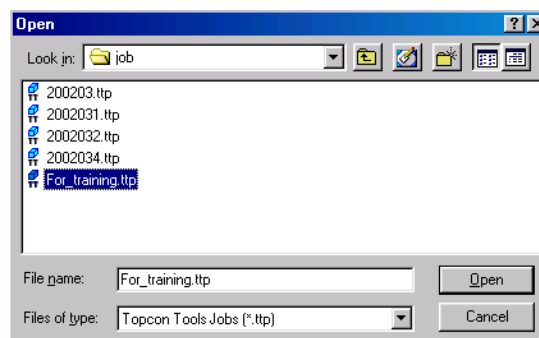 Open
Look in: job
200203.ttp
2002031.ttp
2002032.ttp
2002034.ttp
For_training.ttp
File name: For_training.ttp Open
Files of type: Topcon Tools Jobs (*.ttp) Cancel